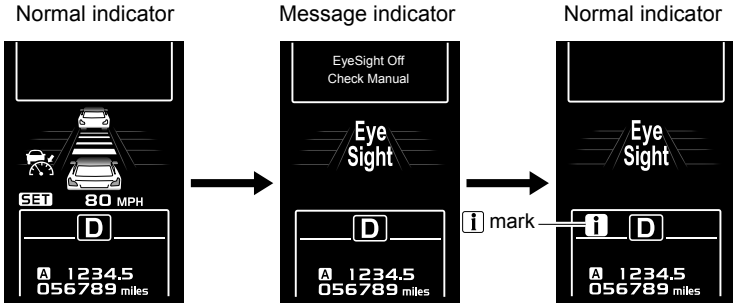 Normal indicator
Message indicator
Normal indicator
EyeSight Off
Check Manual
Eye
Sight
Eye
Sight
SET 80 MPH
i mark
D
D
i D
A 1234.5
056789 miles
A 1234.5
056789 miles
A 1234.5
056789 miles